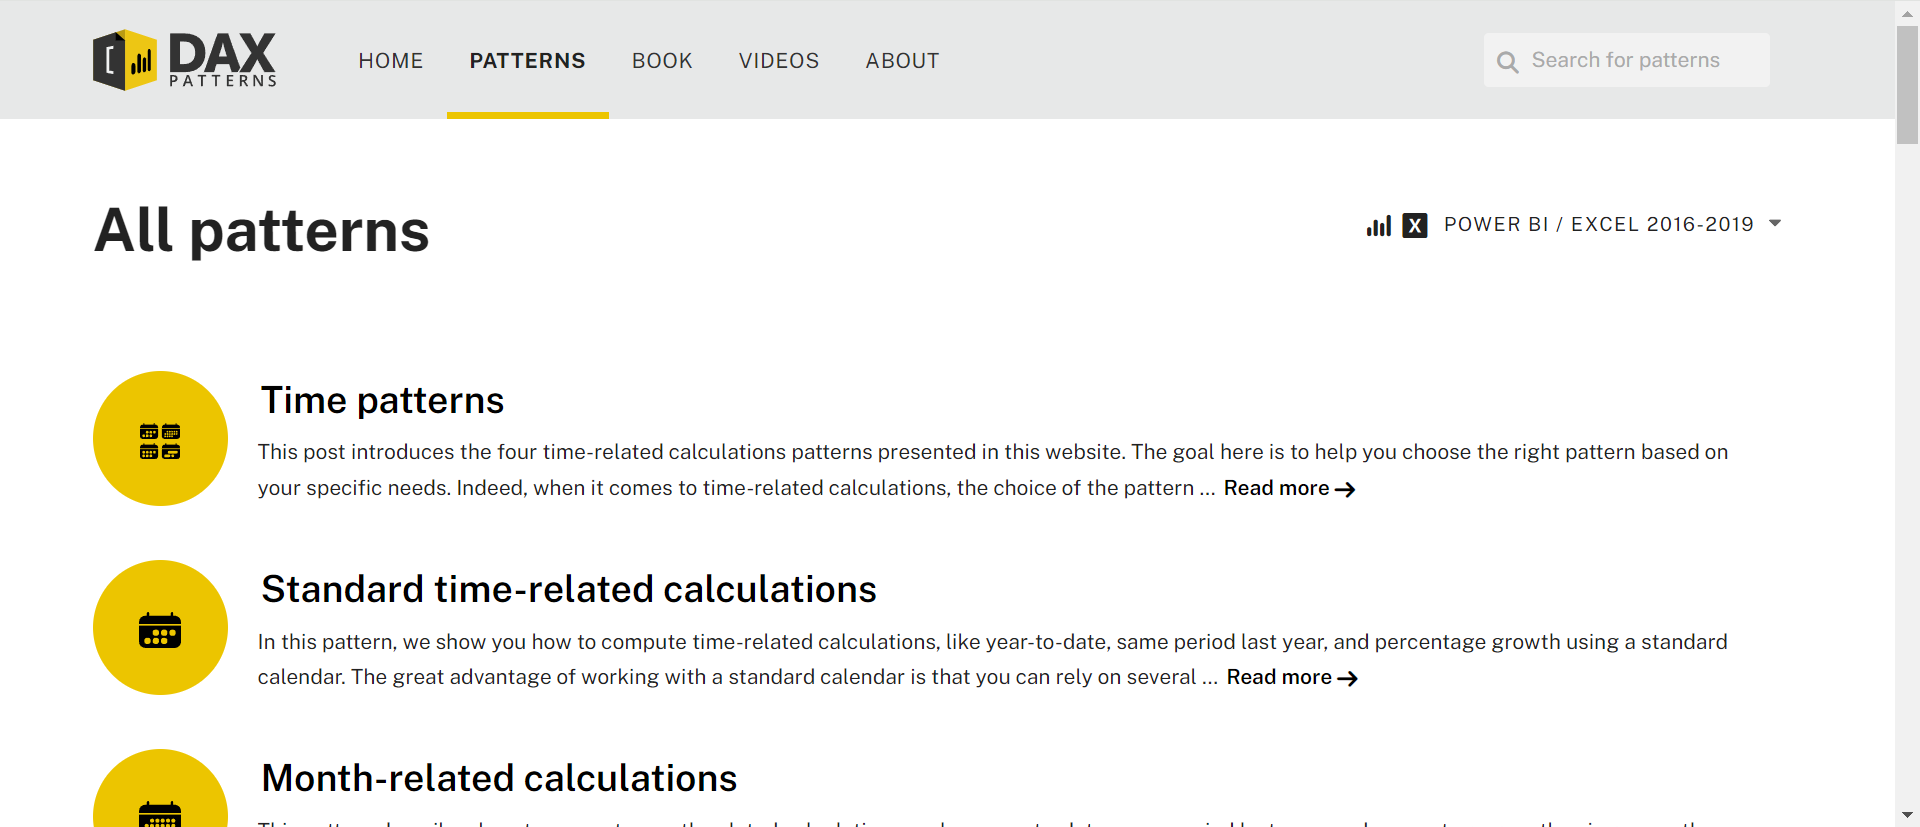 DAX
PATTERNS
HOME
PATTERNS
BOOK
VIDEOS
ABOUT
Search for patterns
All patterns
X
POWER BI / EXCEL 2016-2019
Time patterns
This post introduces the four time-related calculations patterns presented in this website. The goal here is to help you choose the right pattern based on
your specific needs. Indeed, when it comes to time-related calculations, the choice of the pattern ... Read more →
Standard time-related calculations
In this pattern, we show you how to compute time-related calculations, like year-to-date, same period last year, and percentage growth using a standard
calendar. The great advantage of working with a standard calendar is that you can rely on several ... Read more →
Month-related calculations